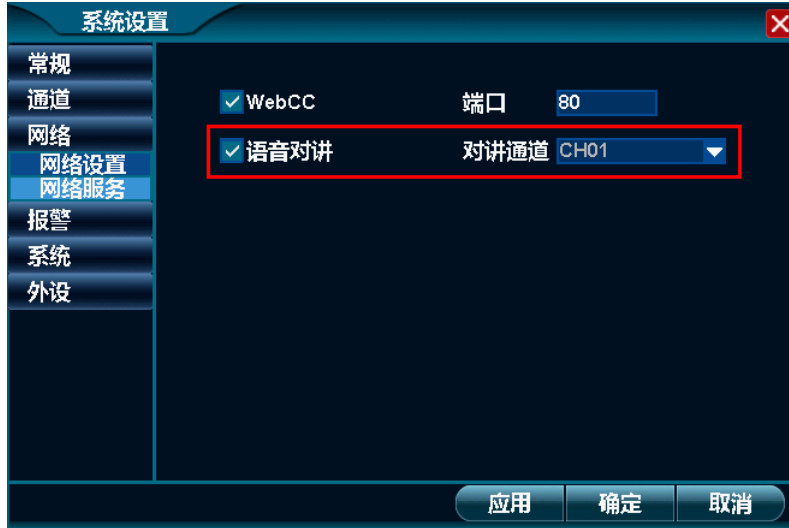 系统设置
常规
通道
网络
网络设置
网络服务
报警
系统
外设
WebCC 端口 80
语音对讲 对讲通道 CH01
应用 确定 取消